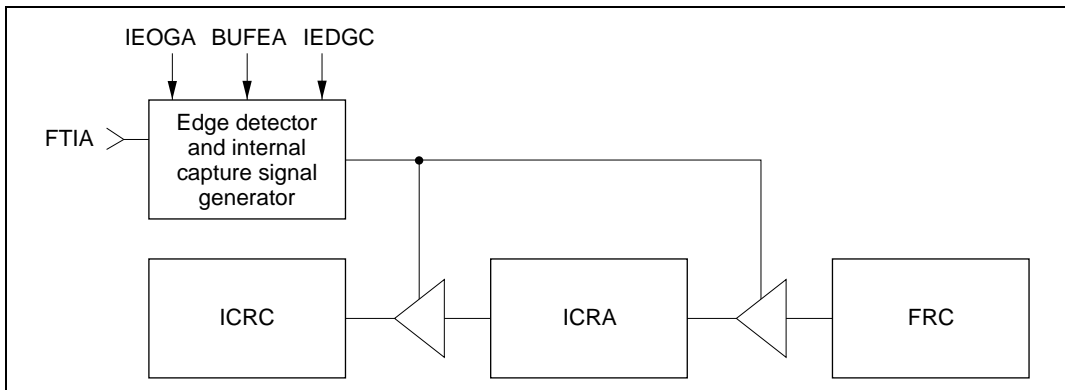 IEOGA BUFEA IEDGC
FTIA
Edge detector
and internal
capture signal
generator
ICRC ICRA FRC